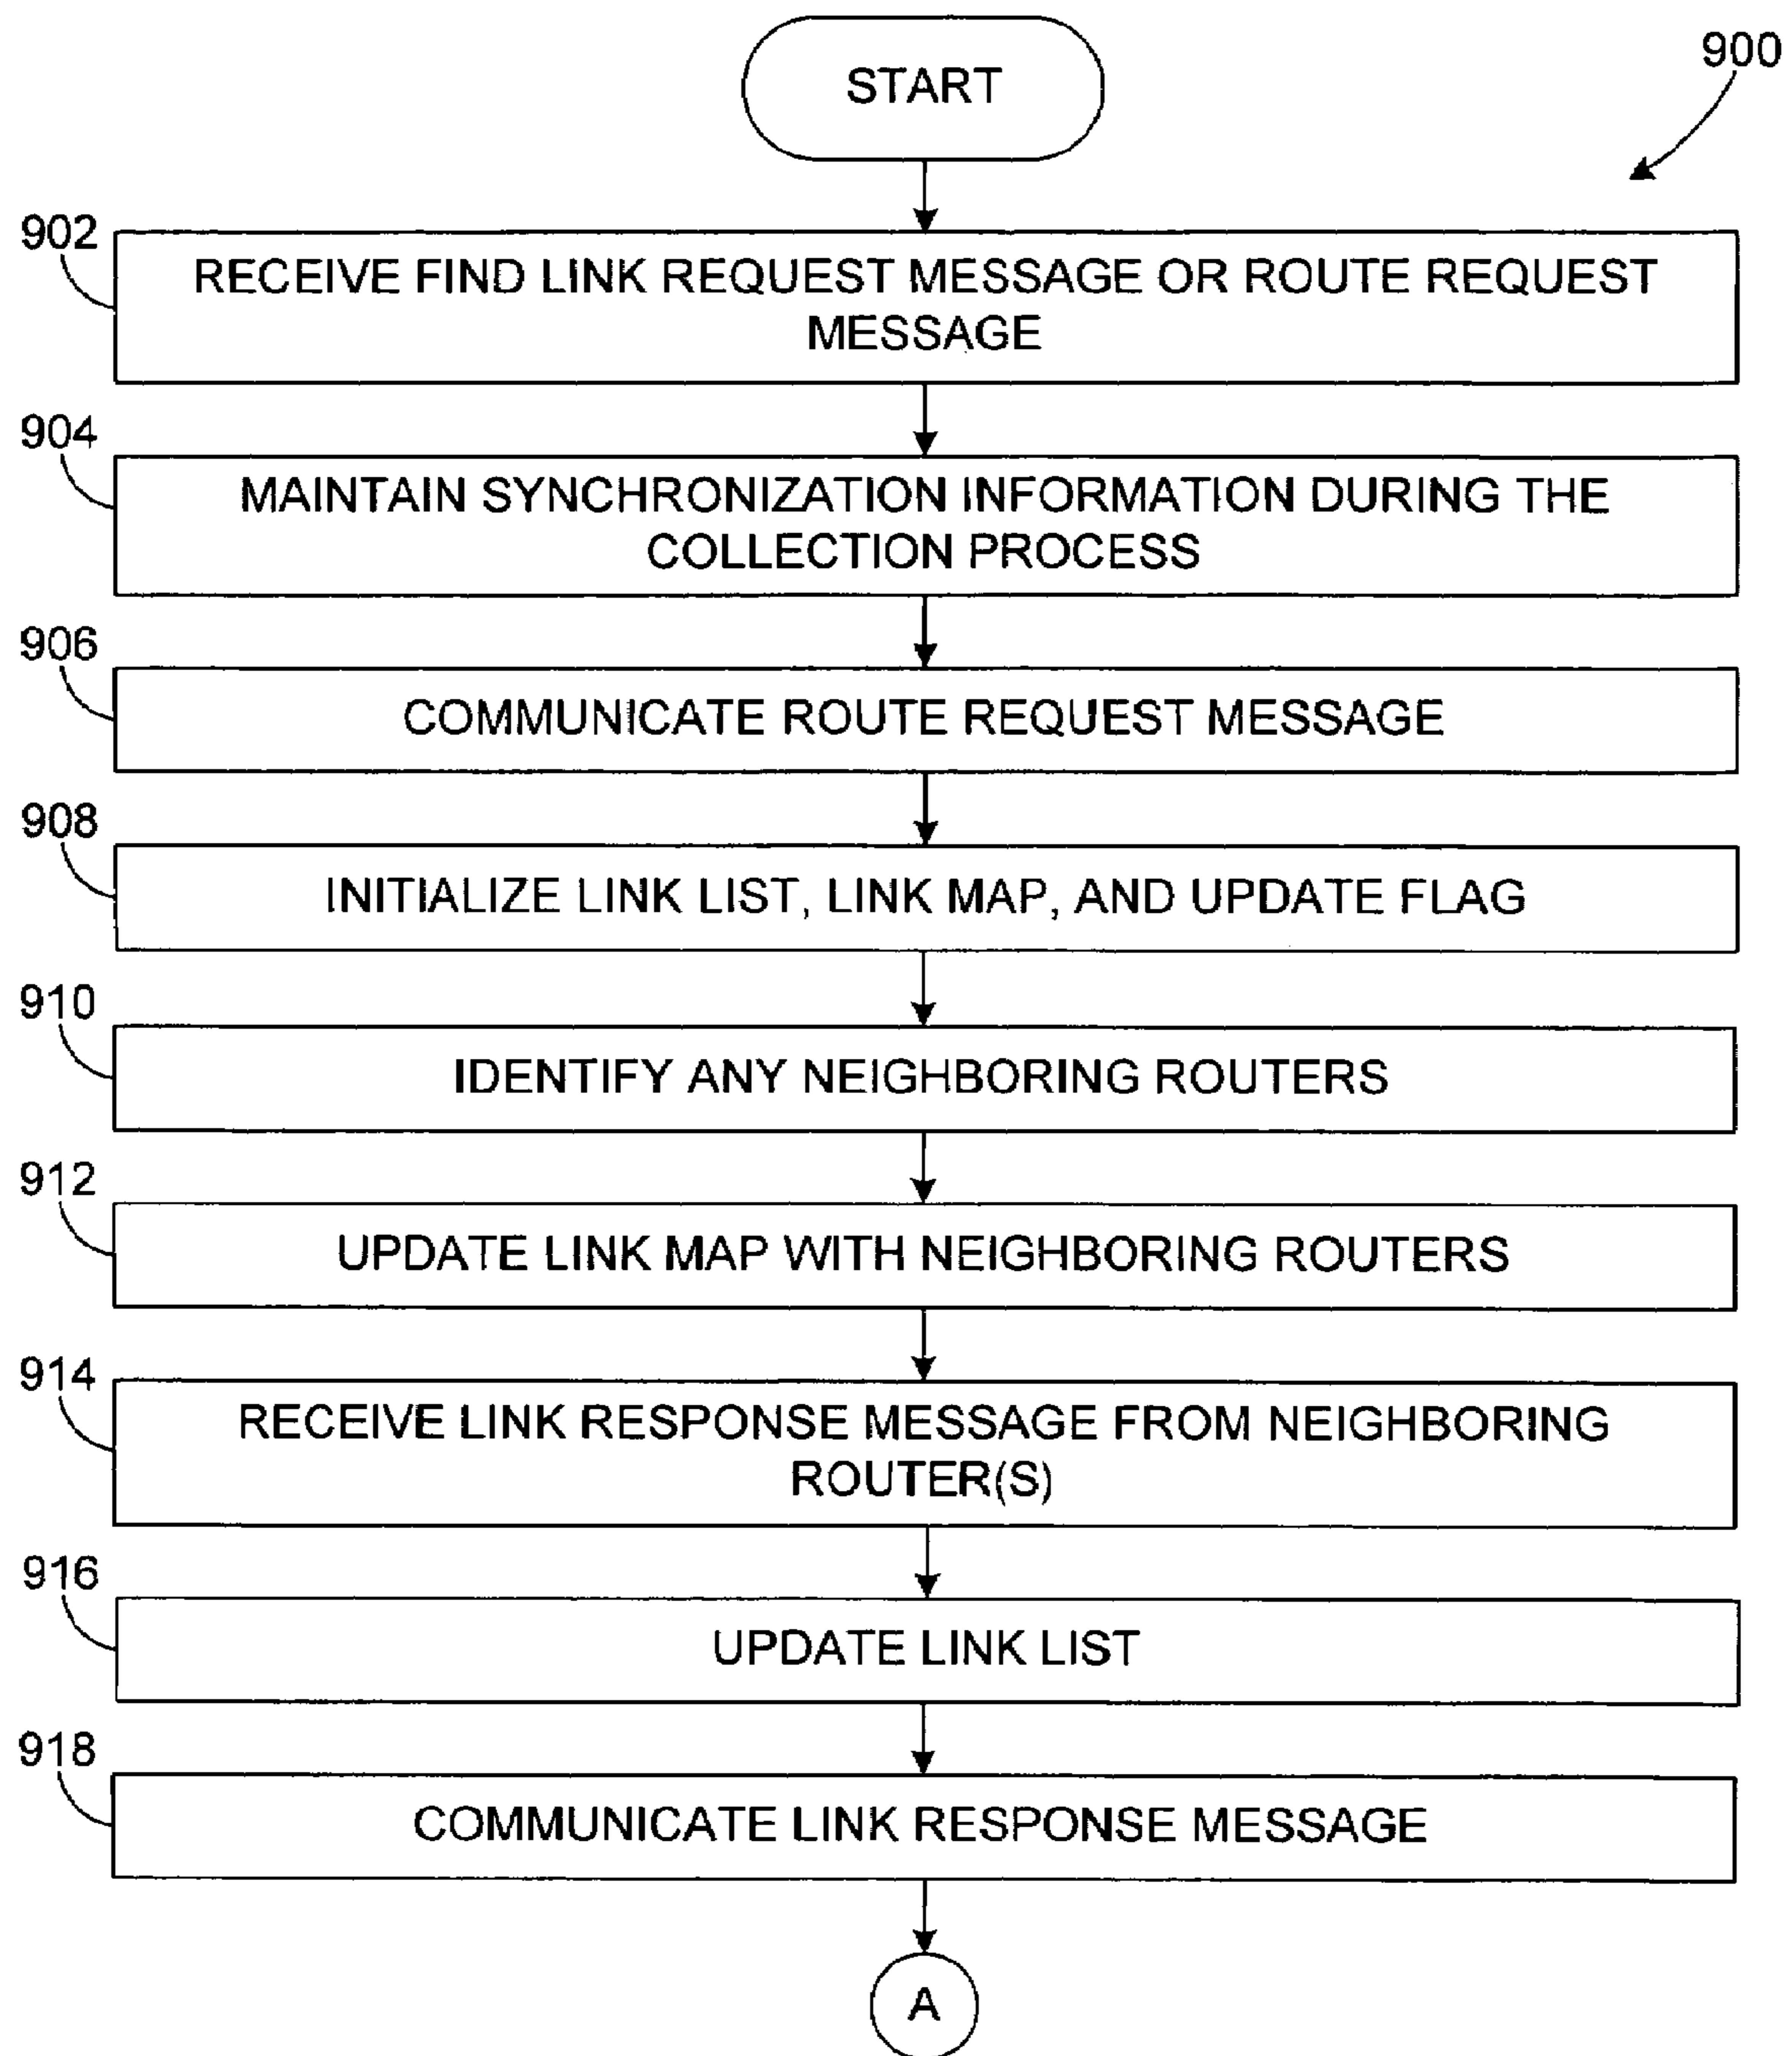 START
900
902
RECEIVE FIND LINK REQUEST MESSAGE OR ROUTE REQUEST
MESSAGE
904
MAINTAIN SYNCHRONIZATION INFORMATION DURING THE
COLLECTION PROCESS
906
COMMUNICATE ROUTE REQUEST MESSAGE
908
INITIALIZE LINK LIST, LINK MAP, AND UPDATE FLAG
910
IDENTIFY ANY NEIGHBORING ROUTERS
912
UPDATE LINK MAP WITH NEIGHBORING ROUTERS
914
RECEIVE LINK RESPONSE MESSAGE FROM NEIGHBORING
ROUTER(S)
916
UPDATE LINK LIST
918
COMMUNICATE LINK RESPONSE MESSAGE
A